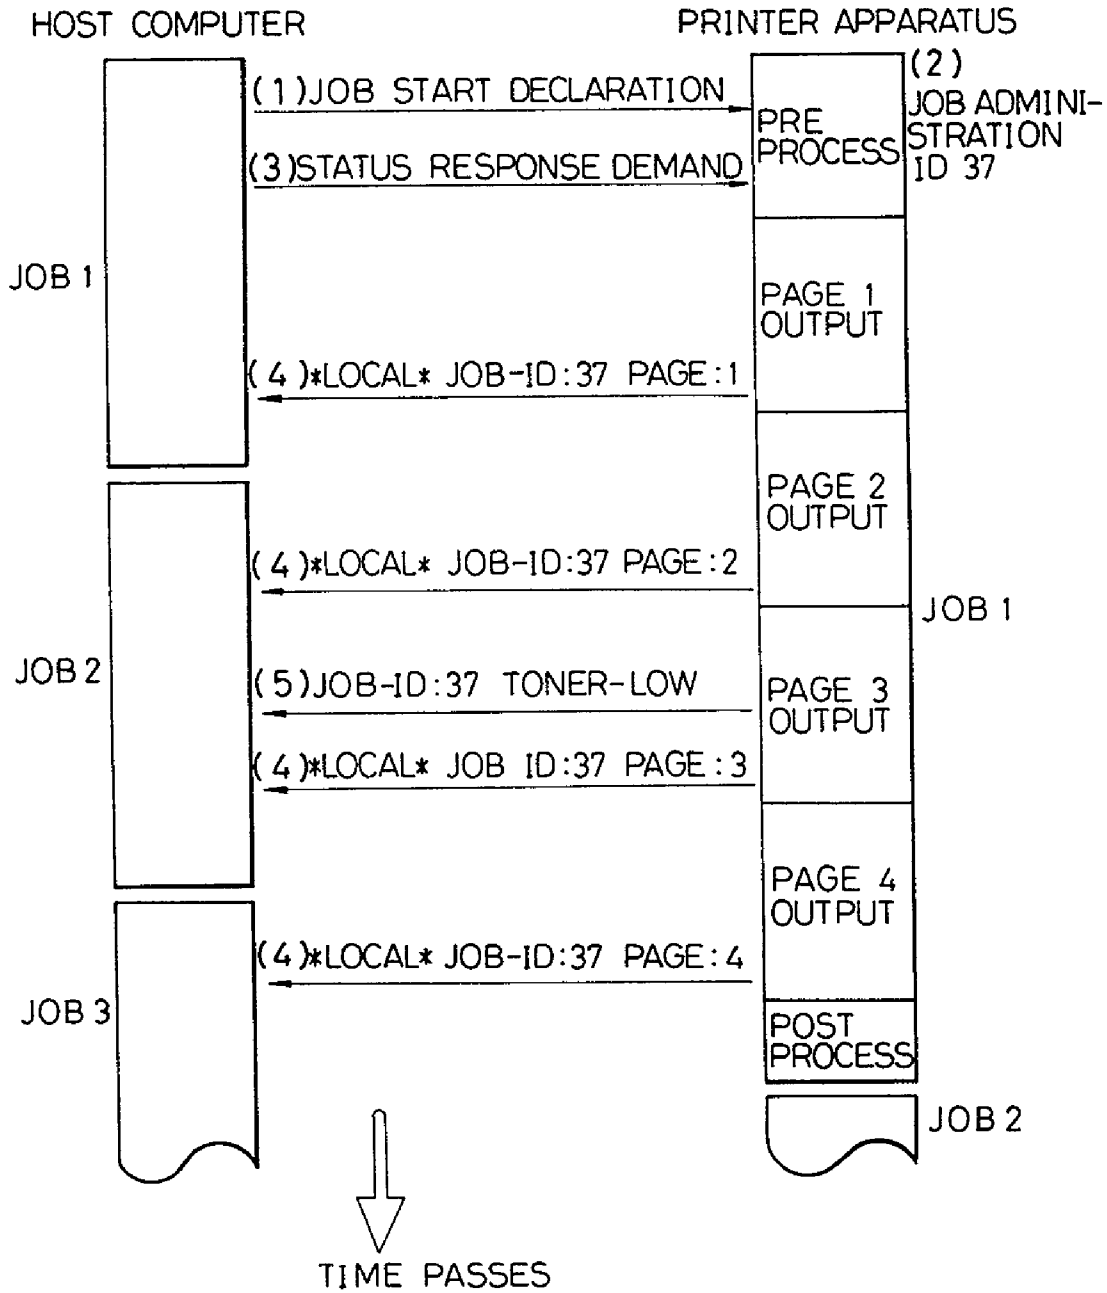 HOST COMPUTER
PRINTER APPARATUS
(1)JOB START DECLARATION
(2)
JOB ADMINI-
STRATION
ID 37
PRE
PROCESS
(3)STATUS RESPONSE DEMAND
JOB 1
PAGE 1
OUTPUT
(4)*LOCAL* JOB-ID:37 PAGE:1
PAGE 2
OUTPUT
(4)*LOCAL* JOB-ID:37 PAGE:2
JOB 1
JOB 2
(5)JOB-ID:37 TONER-LOW
PAGE 3
OUTPUT
(4)*LOCAL* JOB ID:37 PAGE:3
PAGE 4
OUTPUT
(4)*LOCAL* JOB-ID:37 PAGE:4
JOB 3
POST
PROCESS
JOB 2
TIME PASSES